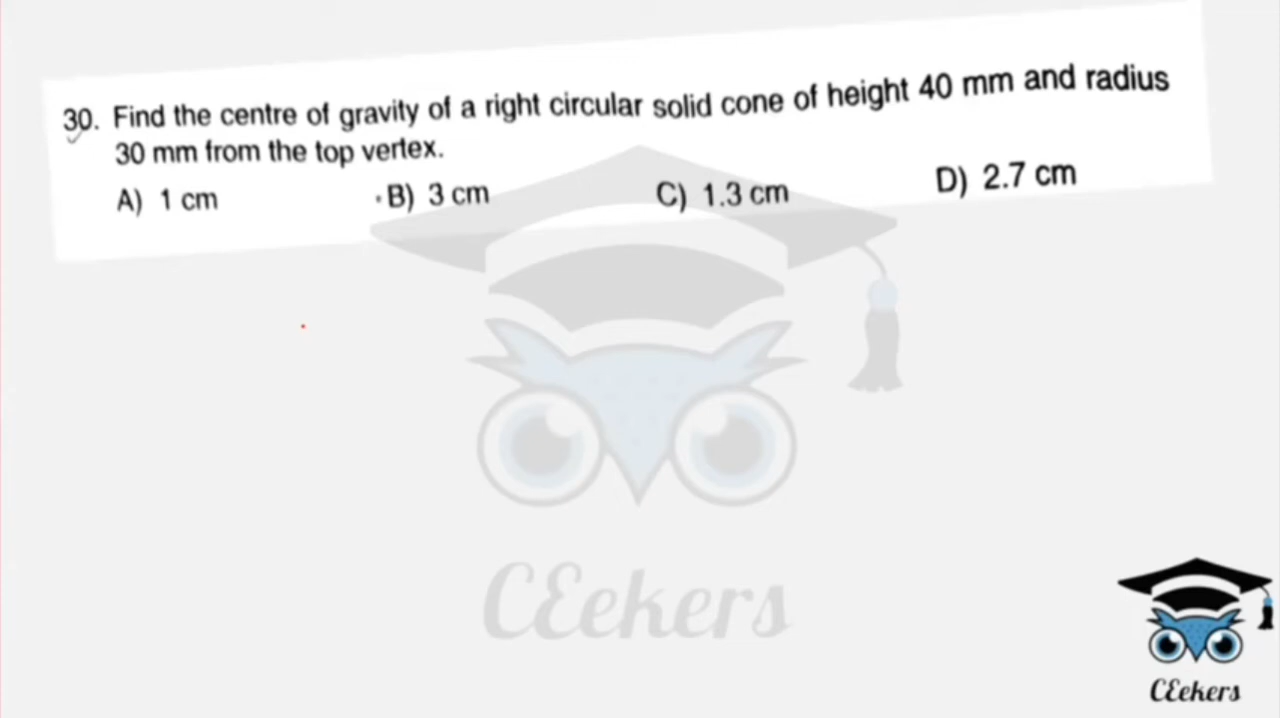 30. Find the centre of gravity of a right circular solid cone of height 40 mm and radius
30 mm from the top vertex.
A) 1 cm B) 3 cm C) 1.3 cm D) 2.7 cm
CEekers
CEekers